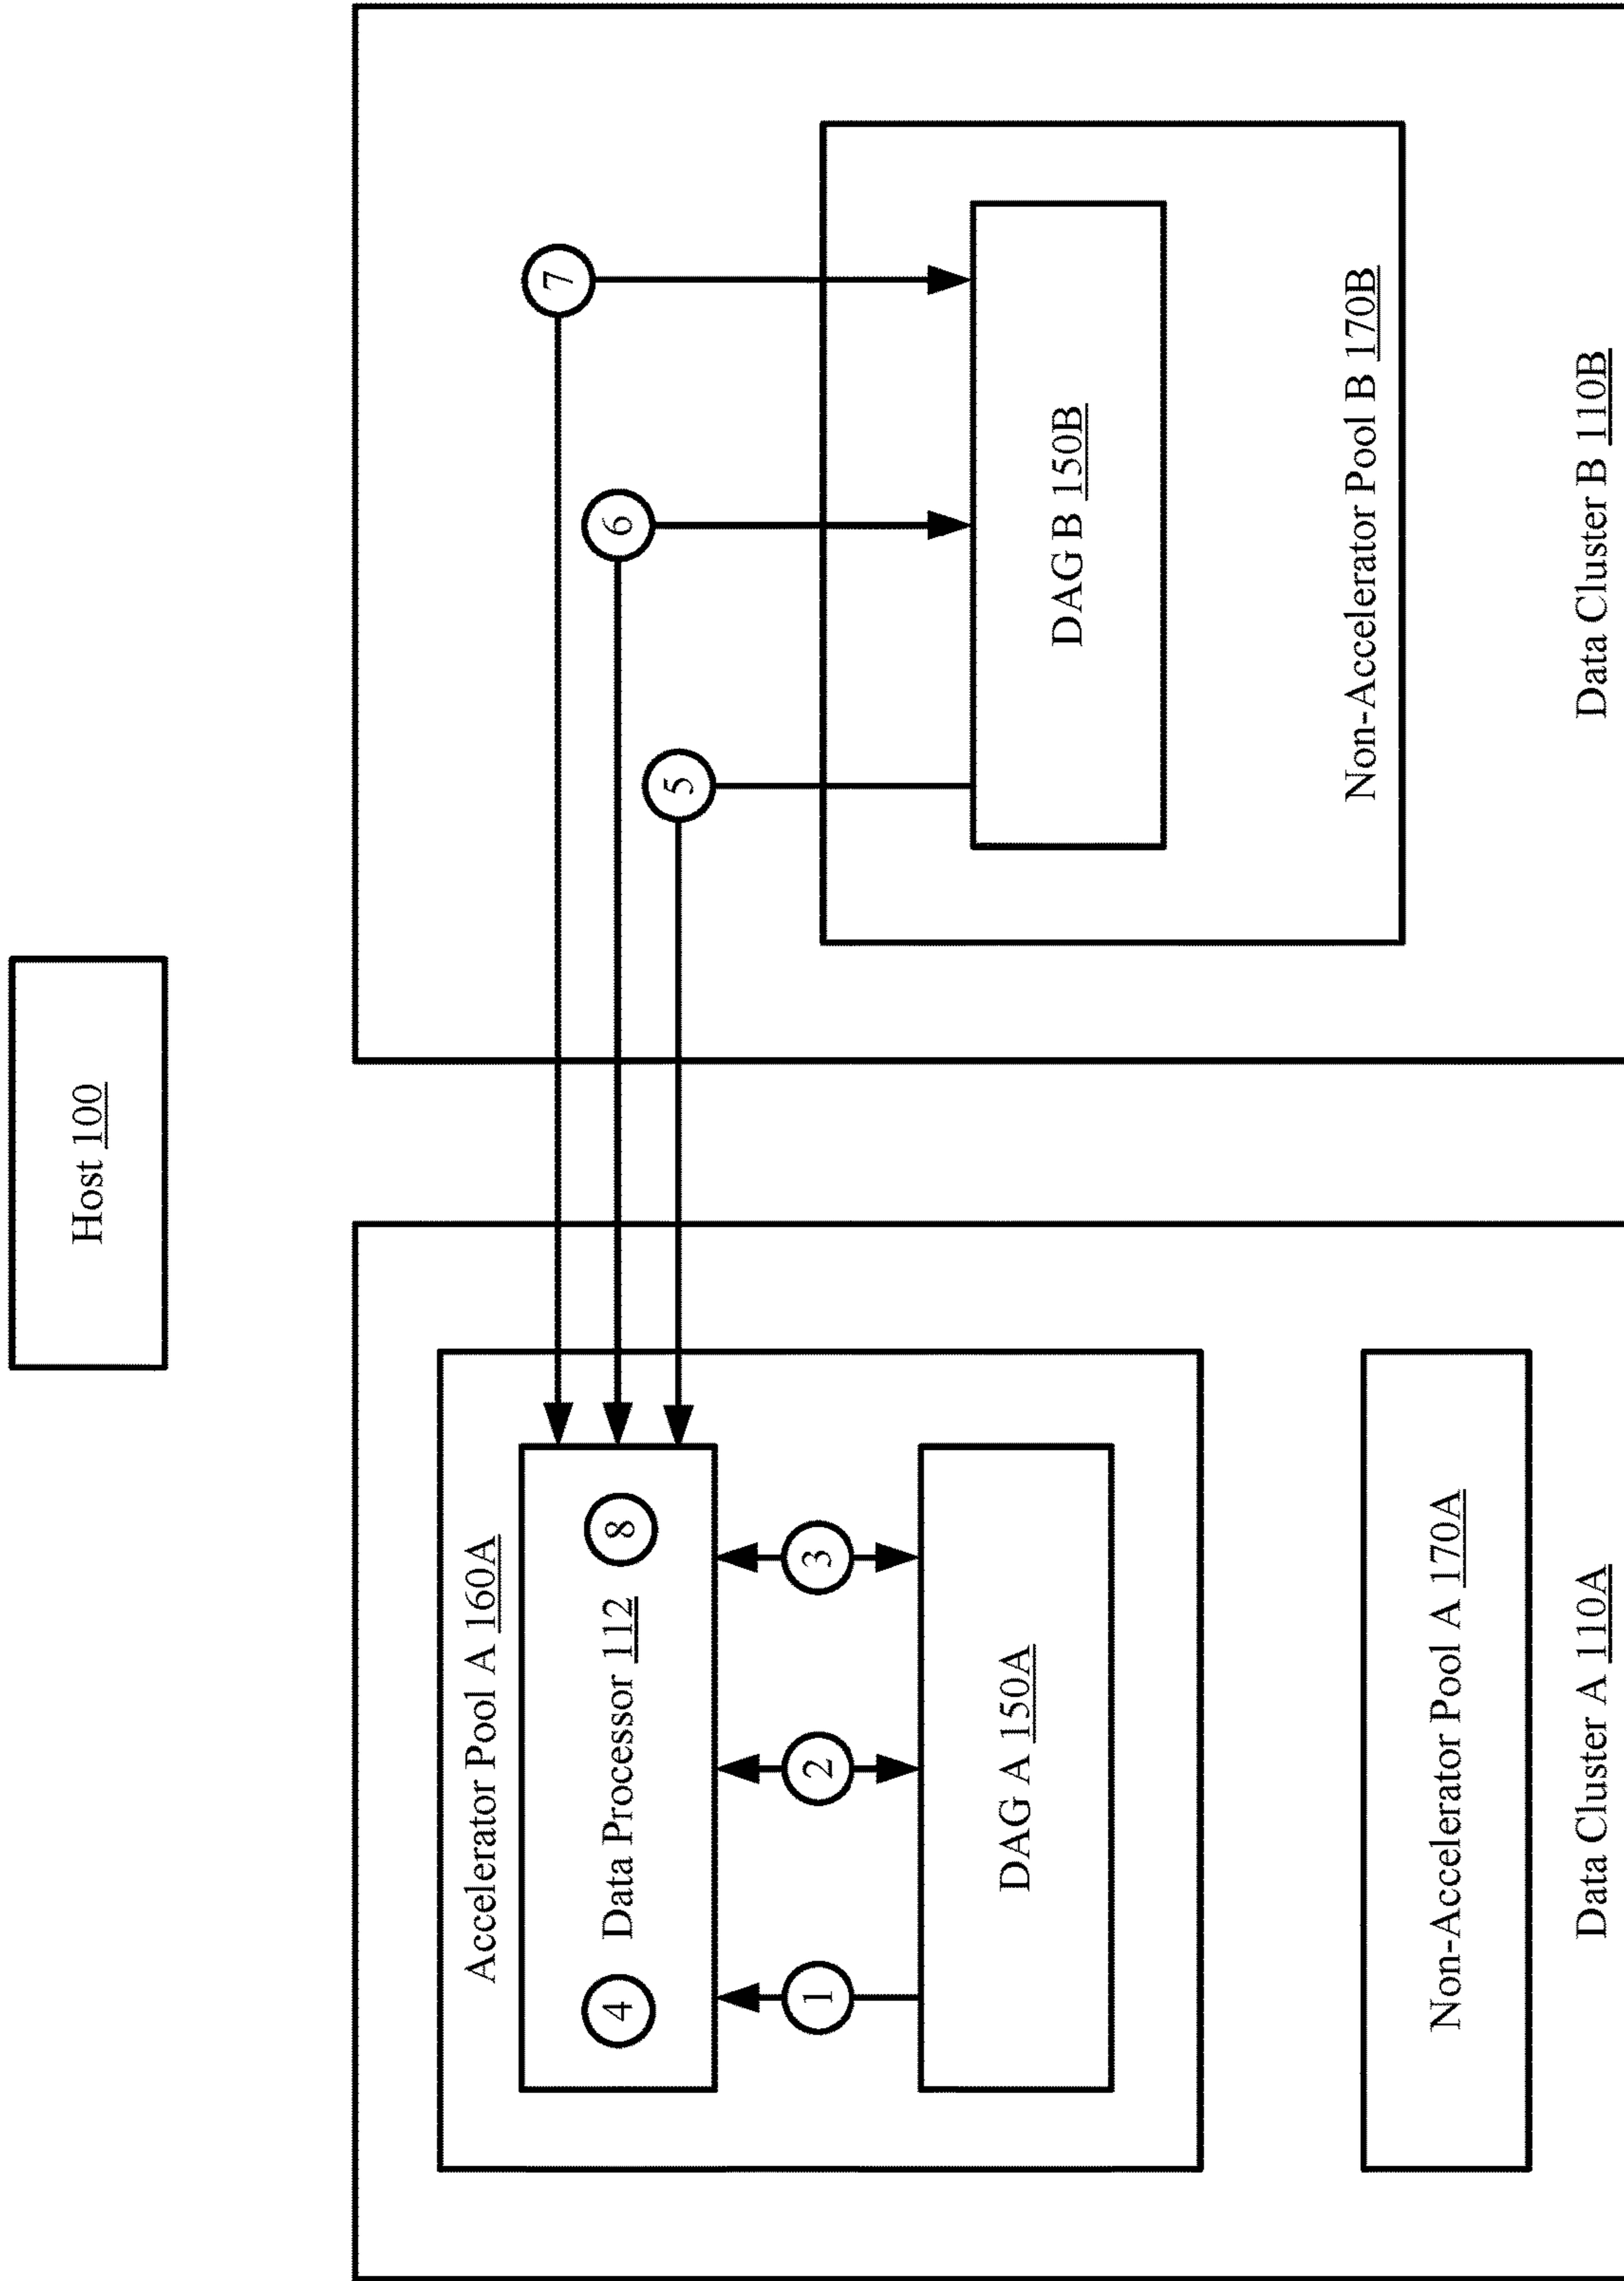 Host 100
Accelerator Pool A 160A
4
Data Processor 112
8
1
2
3
DAG A 150A
Non-Accelerator Pool A 170A
Data Cluster A 110A
7
6
5
DAG B 150B
Non-Accelerator Pool B 170B
Data Cluster B 110B